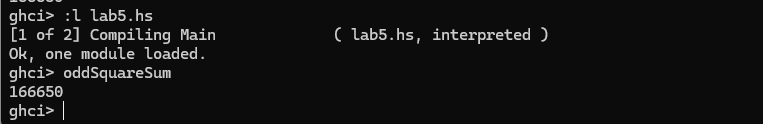 ghci> :l lab5.hs
[1 of 2] Compiling Main             ( lab5.hs, interpreted )
Ok, one module loaded.
ghci> oddSquareSum
166650
ghci>